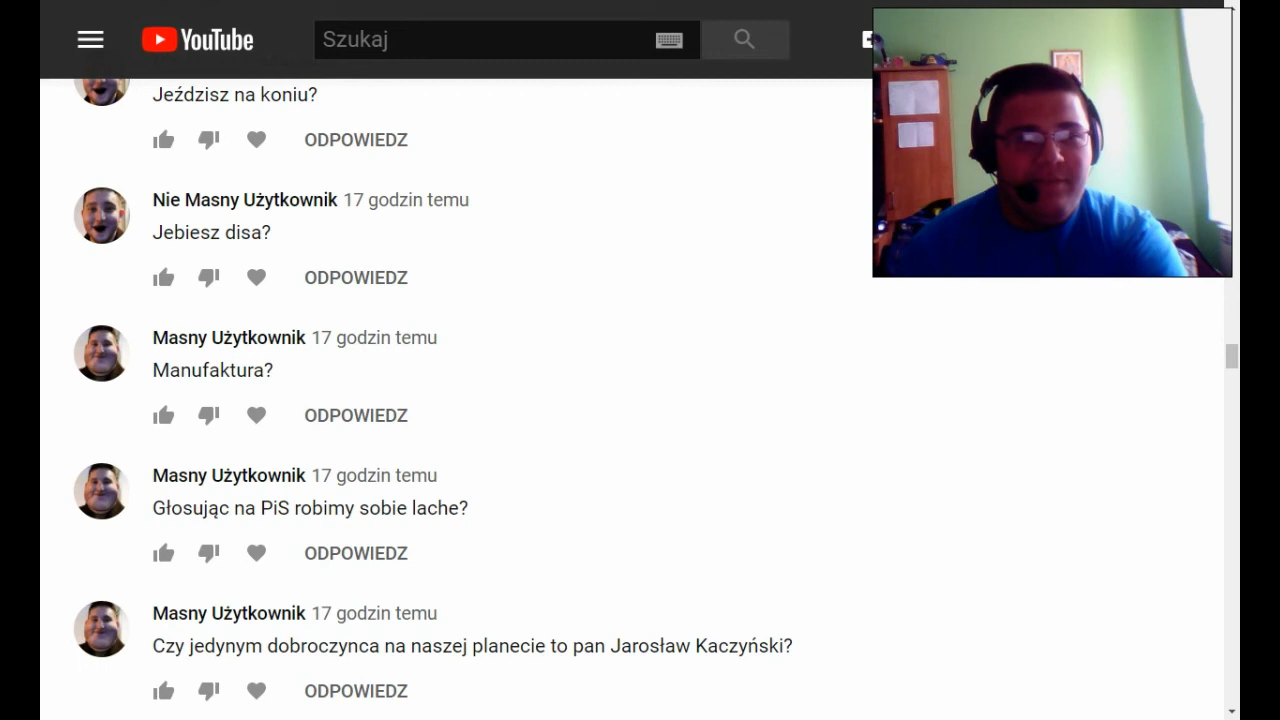 YouTube
Szukaj
Jeździsz na koniu?
ODPOWIEDZ
Nie Masny Użytkownik 17 godzin temu
Jebiesz disa?
ODPOWIEDZ
Masny Użytkownik 17 godzin temu
Manufaktura?
ODPOWIEDZ
Masny Użytkownik 17 godzin temu
Głosując na PiS robimy sobie lache?
ODPOWIEDZ
Masny Użytkownik 17 godzin temu
Czy jedynym dobroczynca na naszej planecie to pan Jarosław Kaczyński?
ODPOWIEDZ